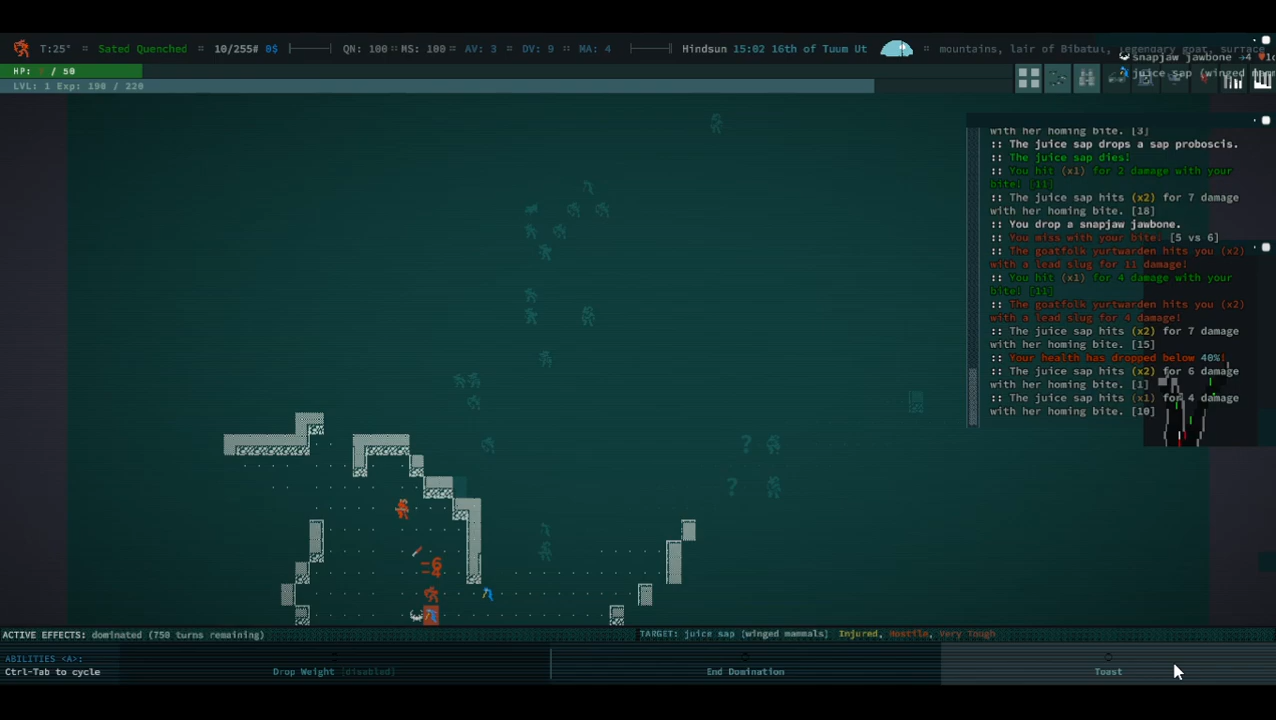 T:25° :: Sated Quenched :: 10/255# 0$ QN: 100 :: MS: 100 :: AV: 3 :: DV: 9 :: MA: 4 Hindsun 15:02 16th of Tuum Ut :: mountains, lair of Bibatul, legendary goat, surface
snapjaw jawbone →4
HP: / 50
juice sap (winged mam
LVL: 1 Exp: 190 / 220
with her homing bite. [3]
:: The juice sap drops a sap proboscis.
:: The juice sap dies!
:: You hit (x1) for 2 damage with your
bite! [11]
:: The juice sap hits (x2) for 7 damage
with her homing bite. [18]
:: You drop a snapjaw jawbone.
:: You miss with your bite! [5 vs 6]
:: The goatfolk yurtwarden hits you (x2)
with a lead slug for 11 damage!
:: You hit (x1) for 4 damage with your
bite! [11]
:: The goatfolk yurtwarden hits you (x2)
with a lead slug for 4 damage!
:: The juice sap hits (x2) for 7 damage
with her homing bite. [15]
:: Your health has dropped below 40%!
:: The juice sap hits (x2) for 6 damage
with her homing bite. [1]
:: The juice sap hits (x1) for 4 damage
with her homing bite. [10]
?
?
-6
-4
ACTIVE EFFECTS: dominated (750 turns remaining)
TARGET: juice sap (winged mammals) Injured, Hostile, Very Tough
ABILITIES <A>:
Ctrl-Tab to cycle
Drop Weight [disabled]
End Domination
Toast